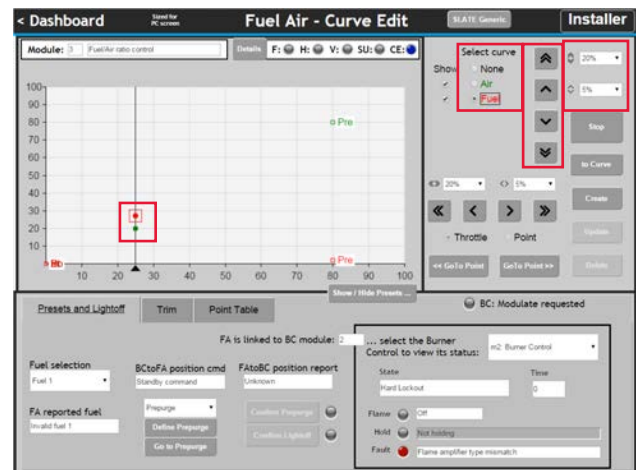 < Dashboard
Sized for
PC screen
Fuel Air - Curve Edit
SLATE Generic
Installer
Module: 3 Fuel/Air ratio control
Details
F: H: V: SU: CE:
Select curve
Show
None
Air
Fuel
20%
5%
Stop
to Curve
Create
Update
Delete
20%
5%
Throttle Point
<< GoTo Point
GoTo Point >>
100
90
80
70
60
50
40
30
20
10
Pre
Pre
10 20 30 40 50 60 70 80 90 100
Show / Hide Presets ...
Presets and Lightoff
Trim
Point Table
BC: Modulate requested
FA is linked to BC module: 2
... select the Burner
Control to view its status:
m2: Burner Control
Fuel selection
Fuel 1
BCtoFA position cmd
Standby command
FAtoBC position report
Unknown
State
Hard Lockout
Time
0
FA reported fuel
Invalid fuel 1
Prepurge
Define Prepurge
Go to Prepurge
Confirm Prepurge
Confirm Lightoff
Flame Off
Hold Not holding
Fault Flame amplifier type mismatch